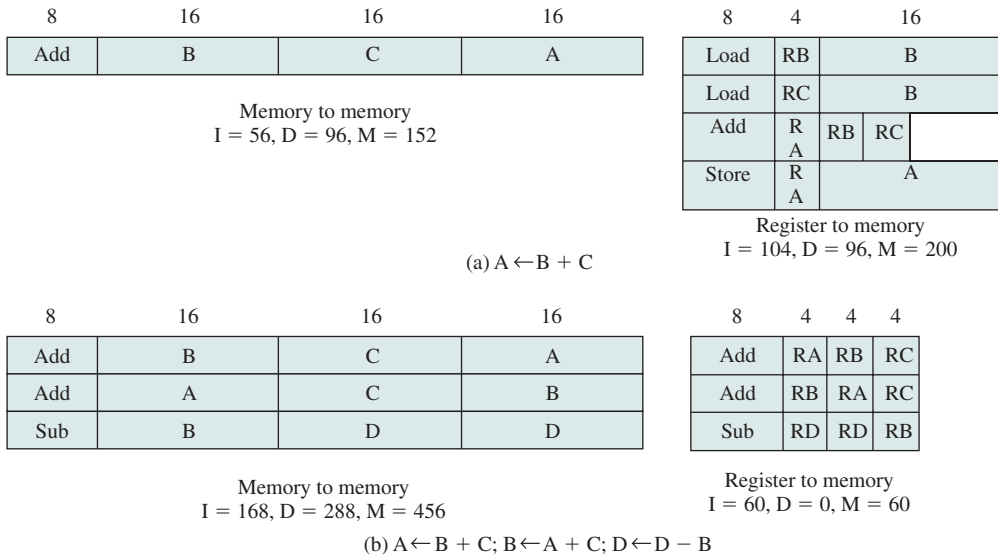 8 16 16 16
Add B C A
Memory to memory
I = 56, D = 96, M = 152
8 4 16
Load RB B
Load RC B
Add R A RB RC
Store R A A
Register to memory
I = 104, D = 96, M = 200
(a) A ← B + C
8 16 16 16
Add B C A
Add A C B
Sub B D D
Memory to memory
I = 168, D = 288, M = 456
8 4 4 4
Add RA RB RC
Add RB RA RC
Sub RD RD RB
Register to memory
I = 60, D = 0, M = 60
(b) A ← B + C; B ← A + C; D ← D − B